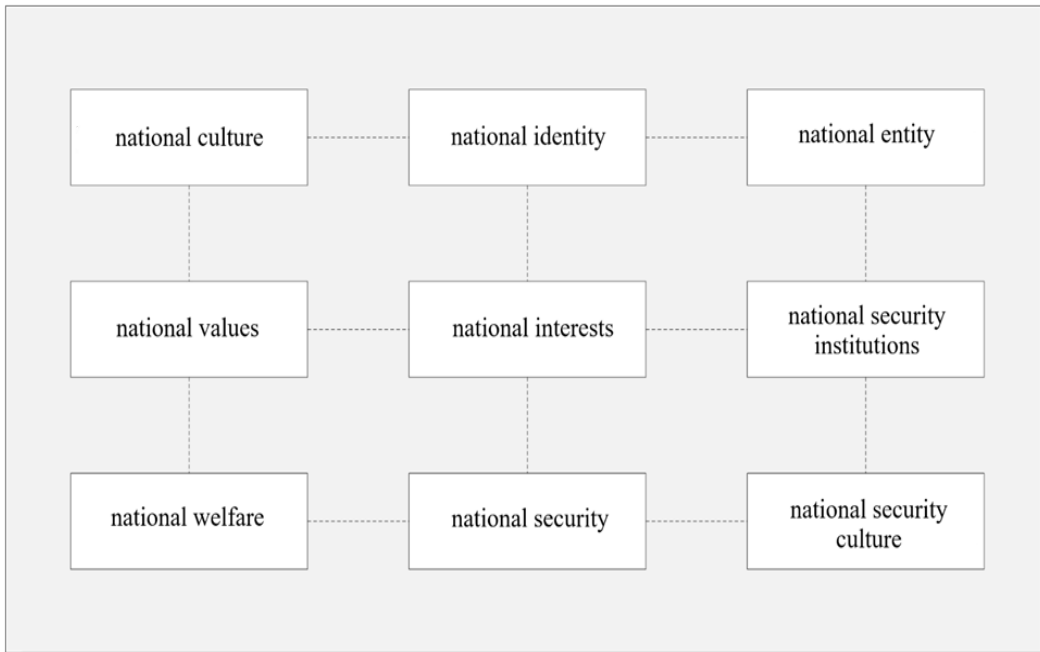 national culture
national identity
national entity
national values
national interests
national security
institutions
national welfare
national security
national security
culture